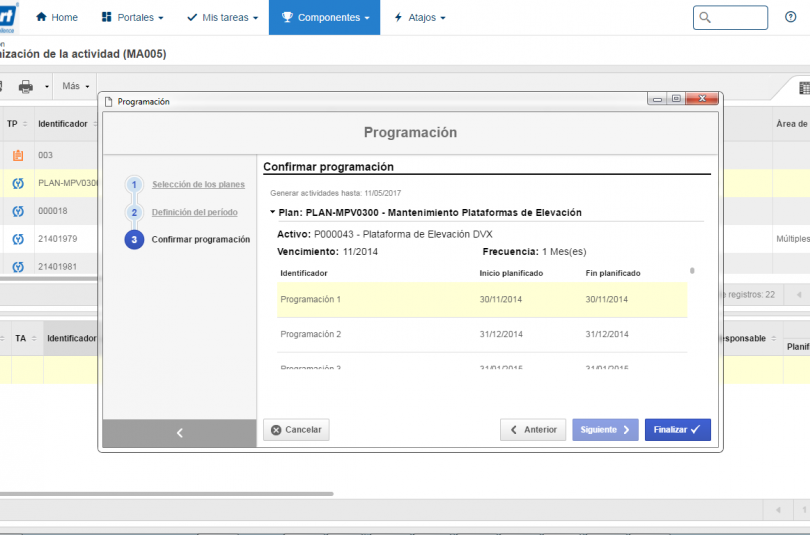 Home Portales Mis tareas Componentes Atajos
nización de la actividad (MA005)
Más
TP Identificador
Área de
003
PLAN-MPV030
000018
21401979
Múltiples
21401981
registros: 22
TA Identificador
Planif
Programación
Programación
1 Selección de los planes
2 Definición del período
3 Confirmar programación
Confirmar programación
Generar actividades hasta: 11/05/2017
Plan: PLAN-MPV0300 - Mantenimiento Plataformas de Elevación
Activo: P000043 - Plataforma de Elevación DVX
Vencimiento: 11/2014 Frecuencia: 1 Mes(es)
Identificador Inicio planificado Fin planificado
Programación 1 30/11/2014 30/11/2014
Programación 2 31/12/2014 31/12/2014
Programación 3 31/01/2015 31/01/2015
Cancelar Anterior Siguiente Finalizar